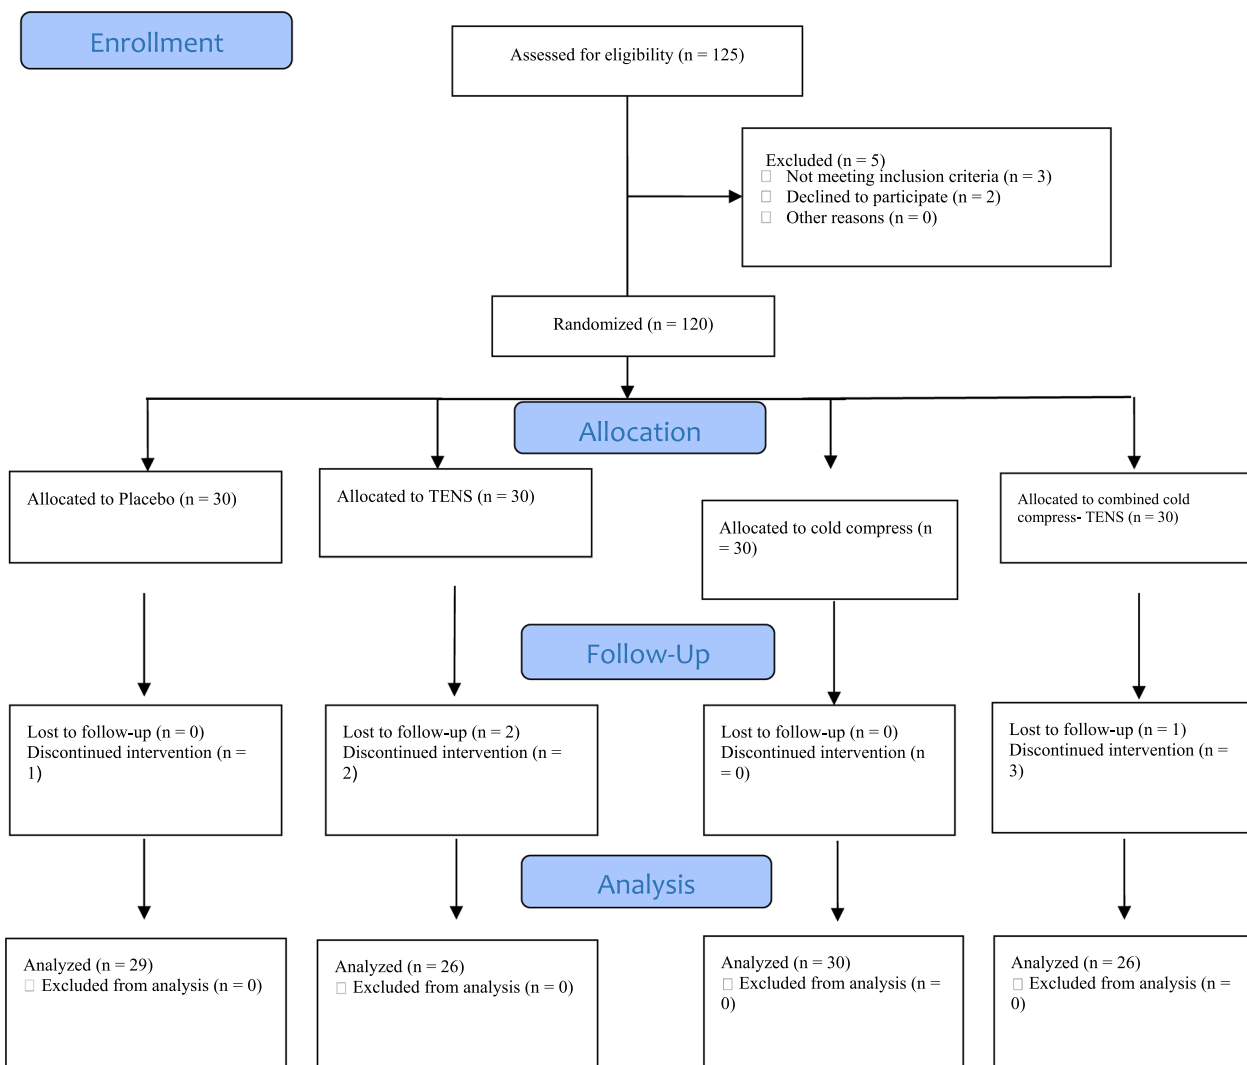 Enrollment
Assessed for eligibility (n = 125)
Excluded (n = 5)
Not meeting inclusion criteria (n = 3)
Declined to participate (n = 2)
Other reasons (n = 0)
Randomized (n = 120)
Allocation
Allocated to Placebo (n = 30)
Allocated to TENS (n = 30)
Allocated to cold compress (n
= 30)
Allocated to combined cold
compress- TENS (n = 30)
Follow-Up
Lost to follow-up (n = 0)
Discontinued intervention (n =
1)
Lost to follow-up (n = 2)
Discontinued intervention (n =
2)
Lost to follow-up (n = 0)
Discontinued intervention (n
= 0)
Lost to follow-up (n = 1)
Discontinued intervention (n =
3)
Analysis
Analyzed (n = 29)
Excluded from analysis (n = 0)
Analyzed (n = 26)
Excluded from analysis (n = 0)
Analyzed (n = 30)
Excluded from analysis (n =
0)
Analyzed (n = 26)
Excluded from analysis (n =
0)